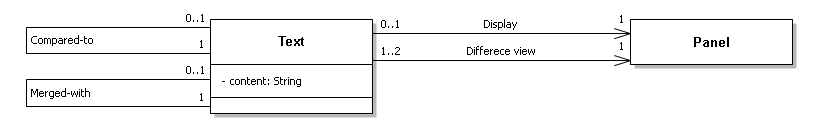 0..1
Compared-to
1
0..1
Merged-with
1
Text
- content: String
0..1 Display 1
1..2 Differece view 1
Panel